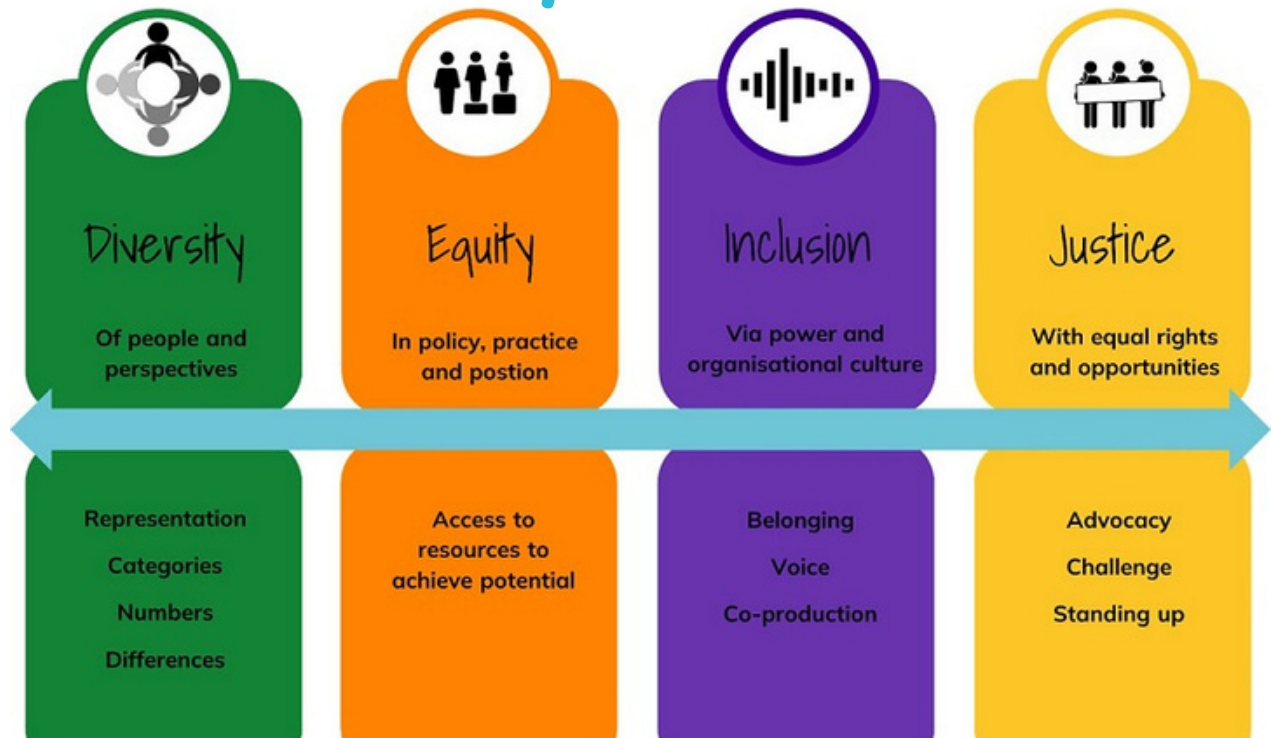 Diversity
Of people and
perspectives
Representation
Categories
Numbers
Differences
Equity
In policy, practice
and postion
Access to
resources to
achieve potential
Inclusion
Via power and
organisational culture
Belonging
Voice
Co-production
Justice
With equal rights
and opportunities
Advocacy
Challenge
Standing up